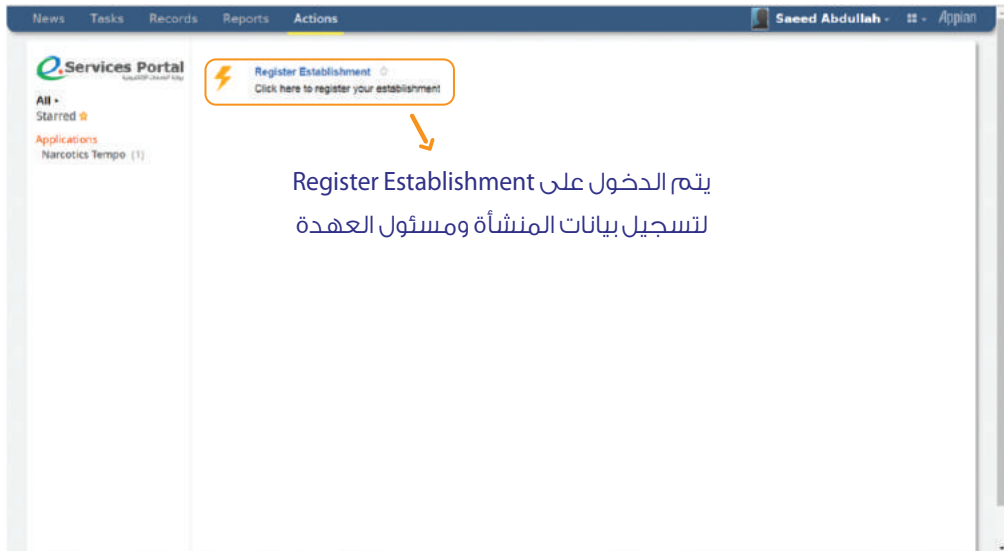 News Tasks Records Reports Actions Saeed Abdullah Appian
e.Services Portal
Register Establishment
Click here to register your establishment
All
Starred
Applications
Narcotics Tempo (1)
يتم الدخول على Register Establishment
لتسجيل بيانات المنشأة ومسئول العهدة